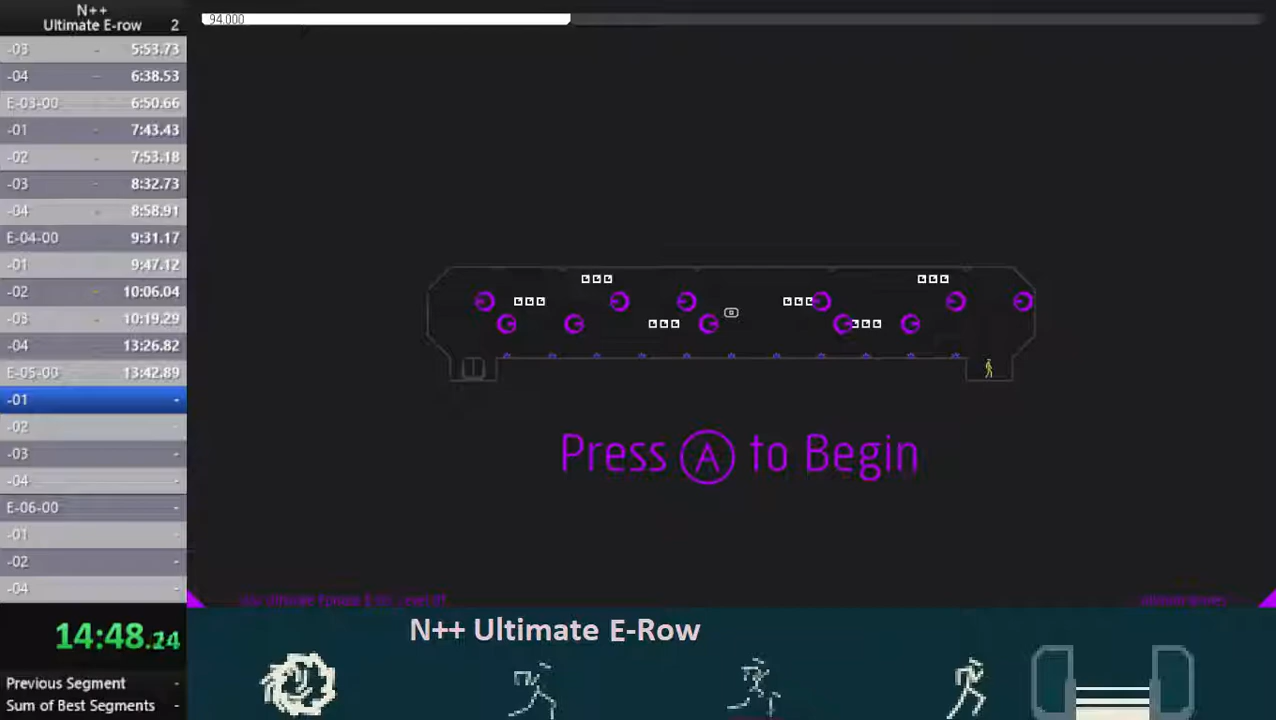 N++
Ultimate E-row 2
-03 - 5:53.73
-04 - 6:38.53
E-03-00 - 6:50.66
-01 - 7:43.43
-02 - 7:53.18
-03 - 8:32.73
-04 - 8:58.91
E-04-00 9:31.17
-01 - 9:47.12
-02 - 10:06.04
-03 - 10:19.29
-04 - 13:26.82
E-05-00 13:42.89
-01 -
-02 -
-03 -
-04 -
E-06-00 -
-01 -
-02 -
-04 -
14:48.24
Previous Segment -
Sum of Best Segments -
94.000
Press A to Begin
N++ Ultimate E-Row